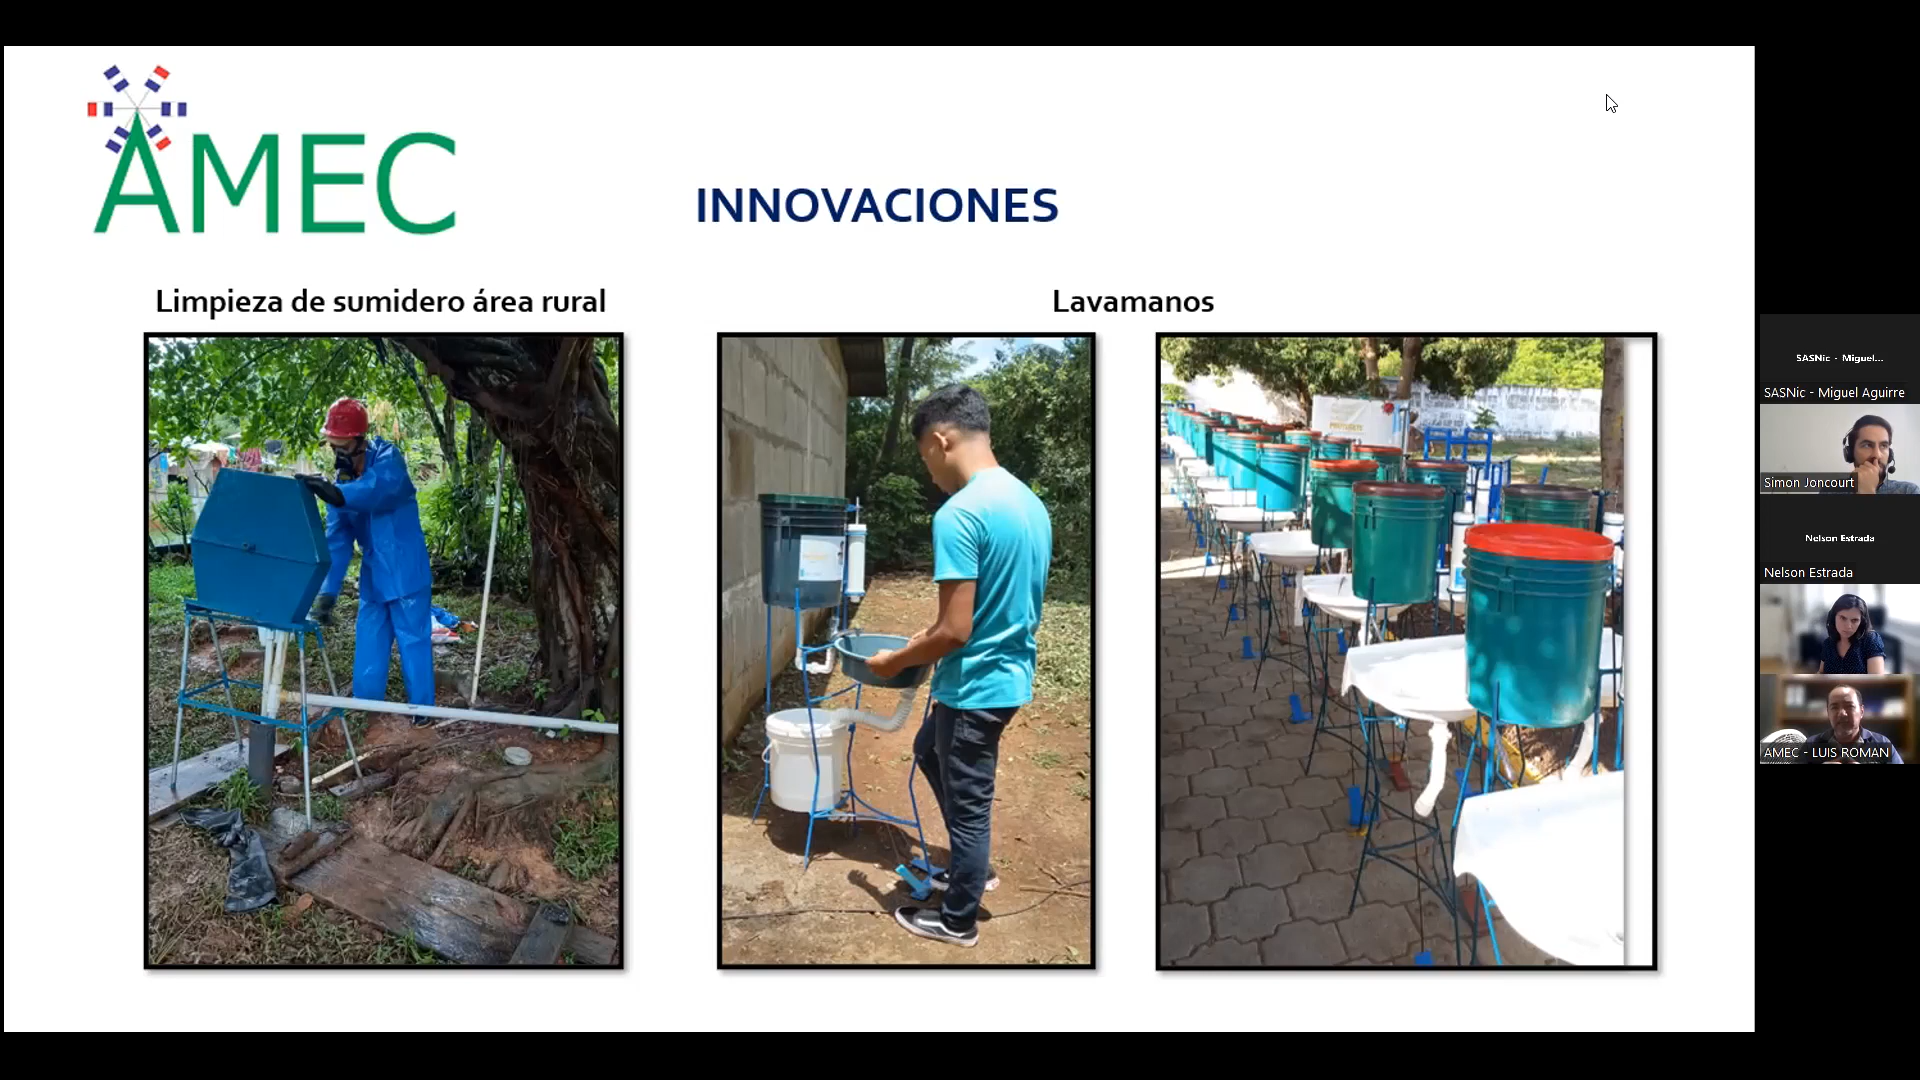 AMEC
INNOVACIONES
Limpieza de sumidero área rural
Lavamanos
SASNic - Miguel...
SASNic - Miguel Aguirre
Simon Joncourt
Nelson Estrada
Nelson Estrada
AMEC - LUIS ROMAN